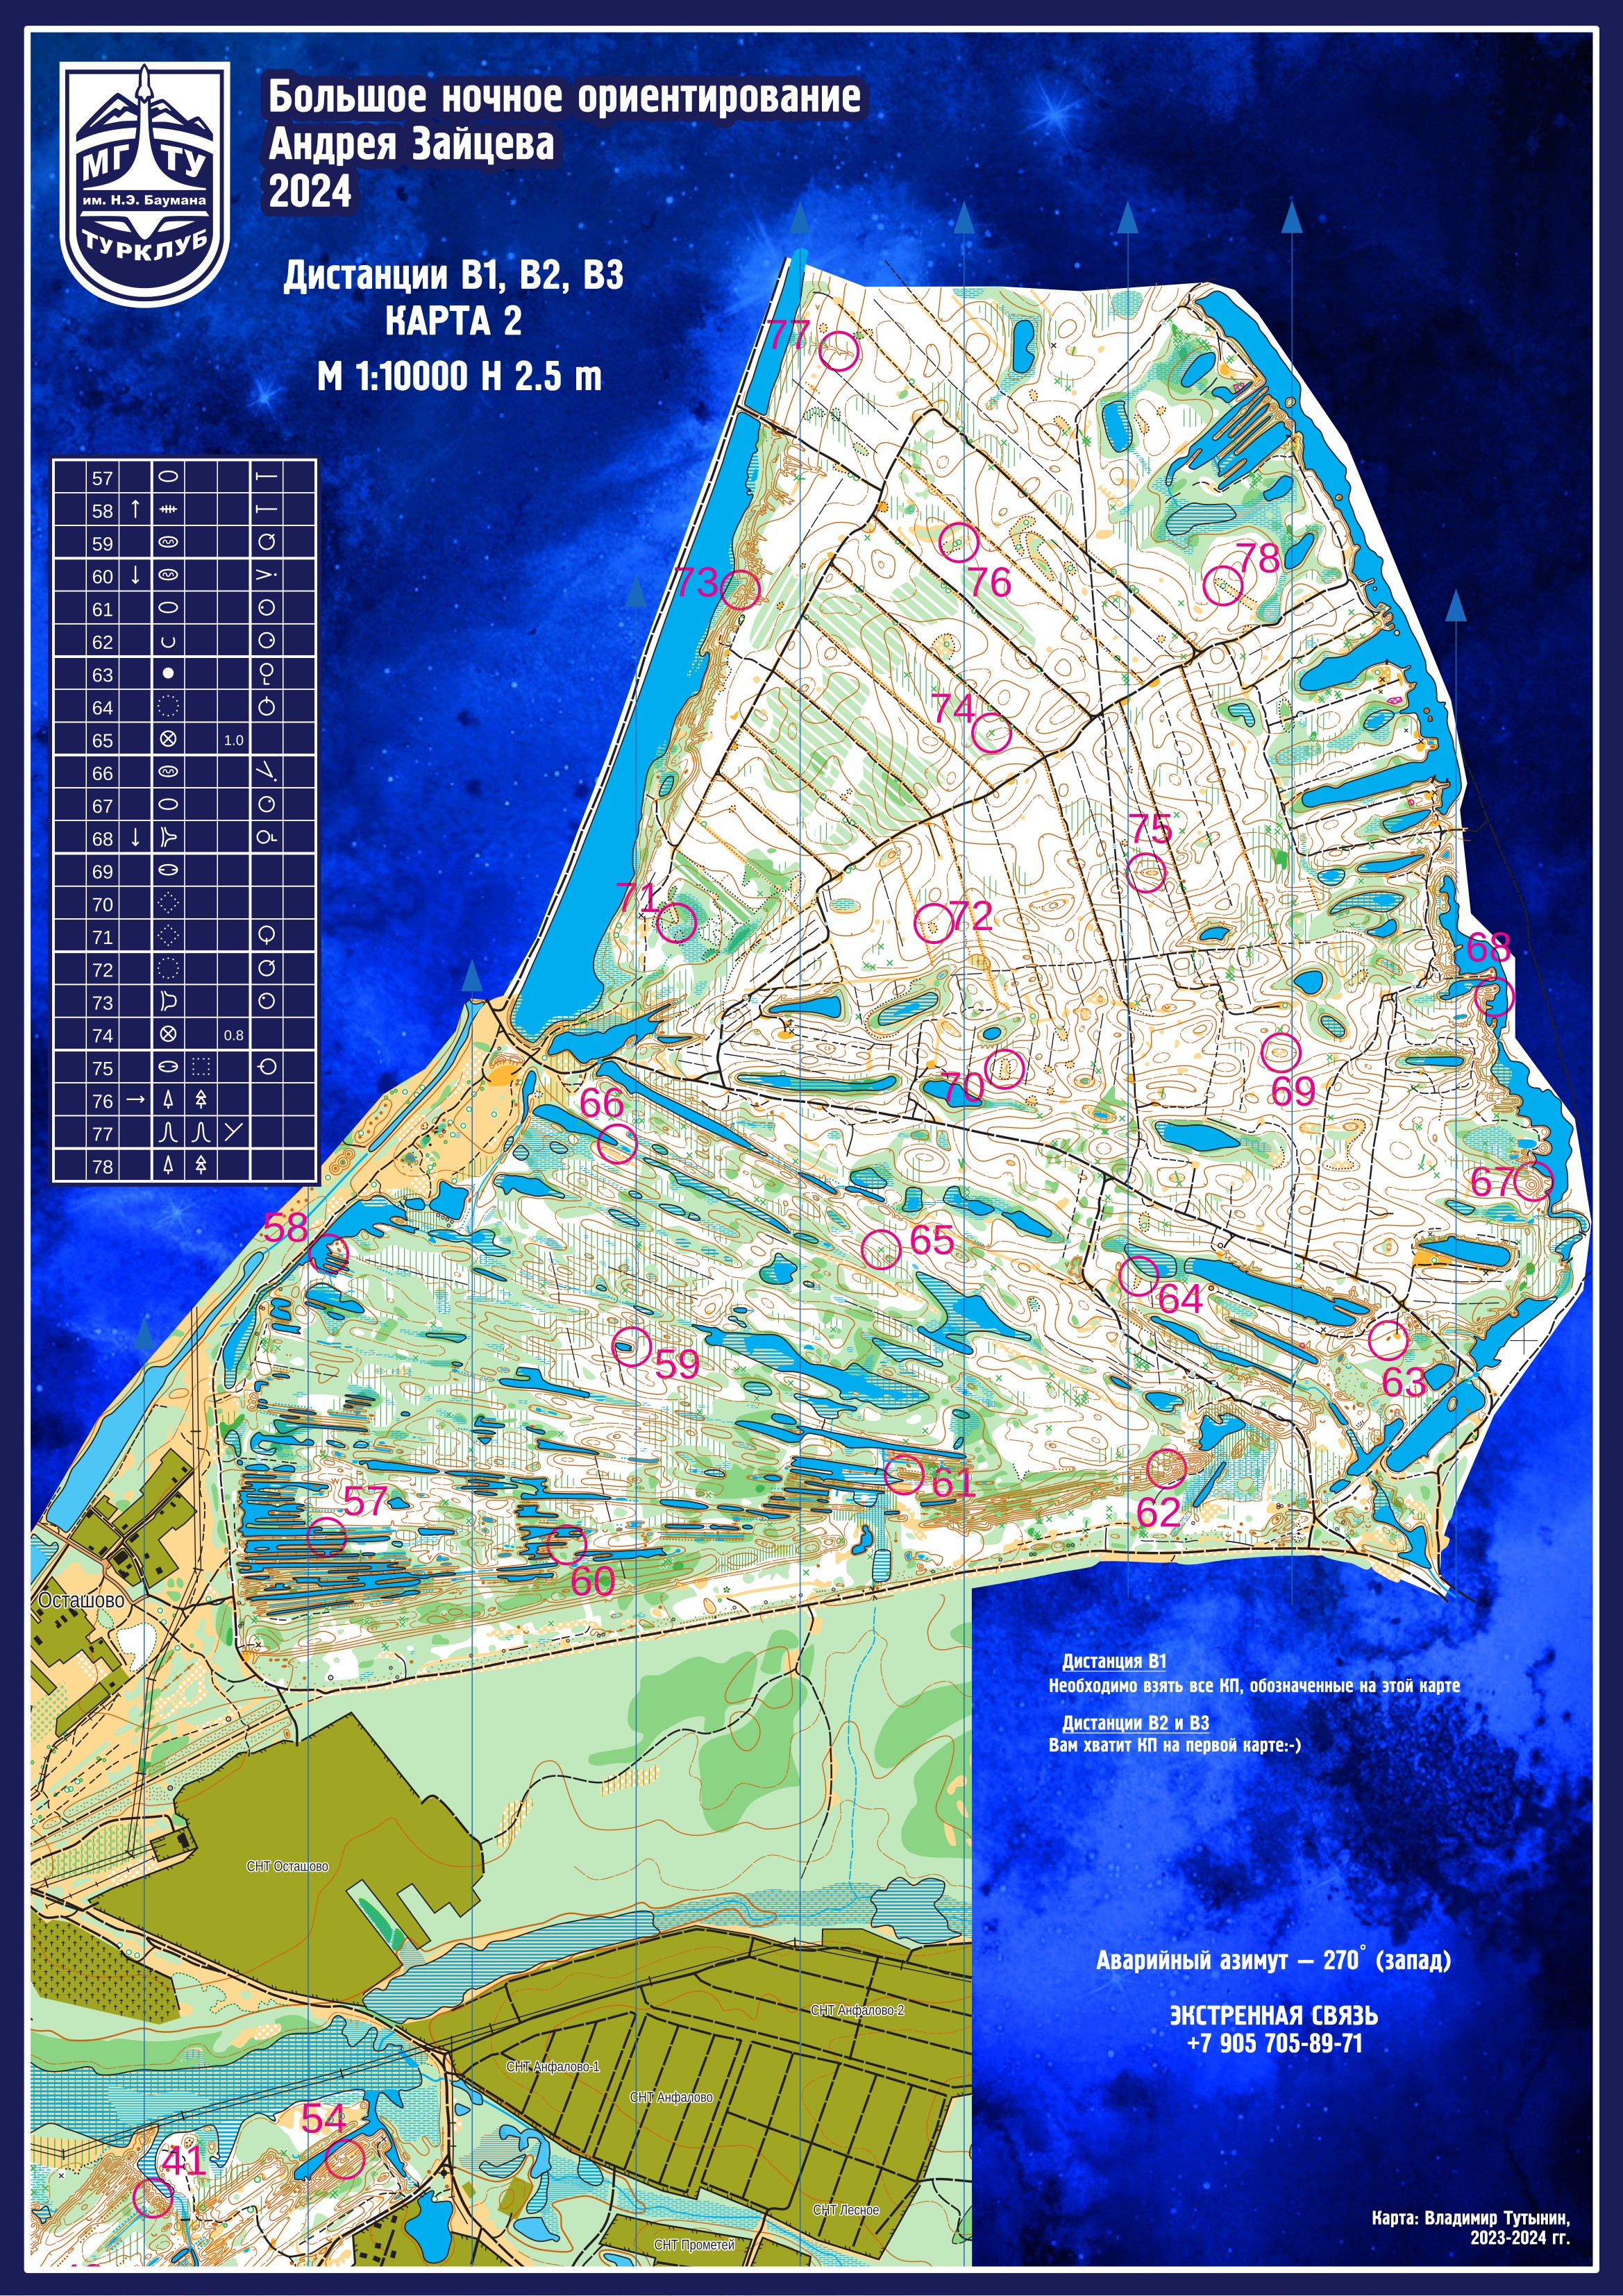 МГТУ
им. Н.Э. Баумана
ТУРКЛУБ
Большое ночное ориентирование
Андрея Зайцева
2024
Дистанции В1, В2, В3
КАРТА 2
М 1:10000 Н 2.5 m
57
58
59
60
61
62
63
64
65 1.0
66
67
68
69
70
71
72
73
74 0.8
75
76
77
78
77
73
76
78
74
75
71
72
68
70
69
66
67
58
65
64
59
63
57
61
62
60
Осташово
СНТ Осташово
СНТ Анфалово-2
СНТ Анфалово-1
СНТ Анфалово
СНТ Лесное
СНТ Прометей
54
41
Дистанция В1
Необходимо взять все КП, обозначенные на этой карте
Дистанции В2 и В3
Вам хватит КП на первой карте:-)
Аварийный азимут – 270° (запад)
ЭКСТРЕННАЯ СВЯЗЬ
+7 905 705-89-71
Карта: Владимир Тутынин,
2023-2024 гг.